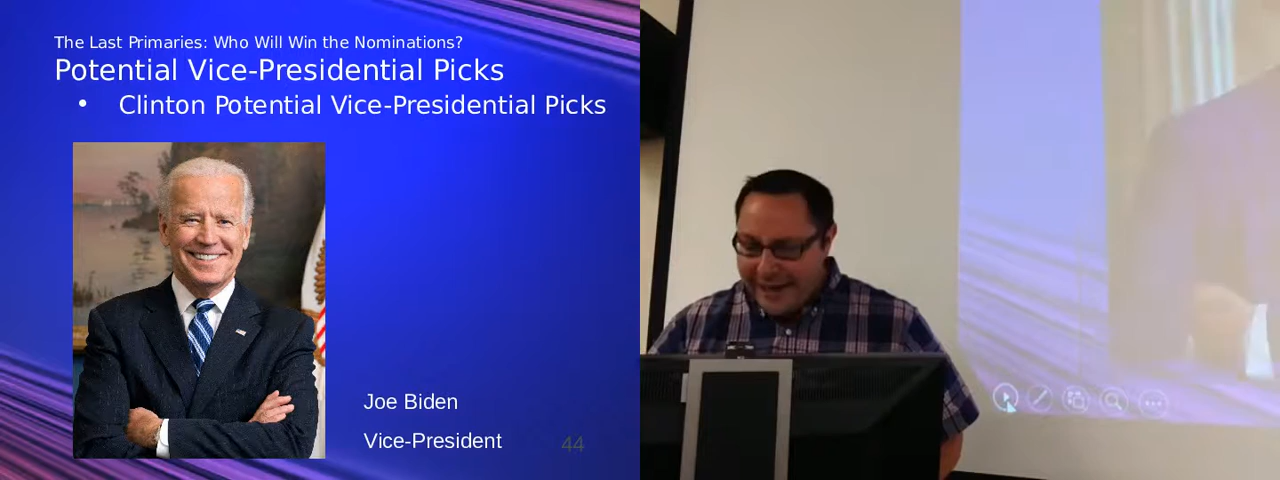 The Last Primaries: Who Will Win the Nominations?
Potential Vice-Presidential Picks
• Clinton Potential Vice-Presidential Picks
Joe Biden
Vice-President
44